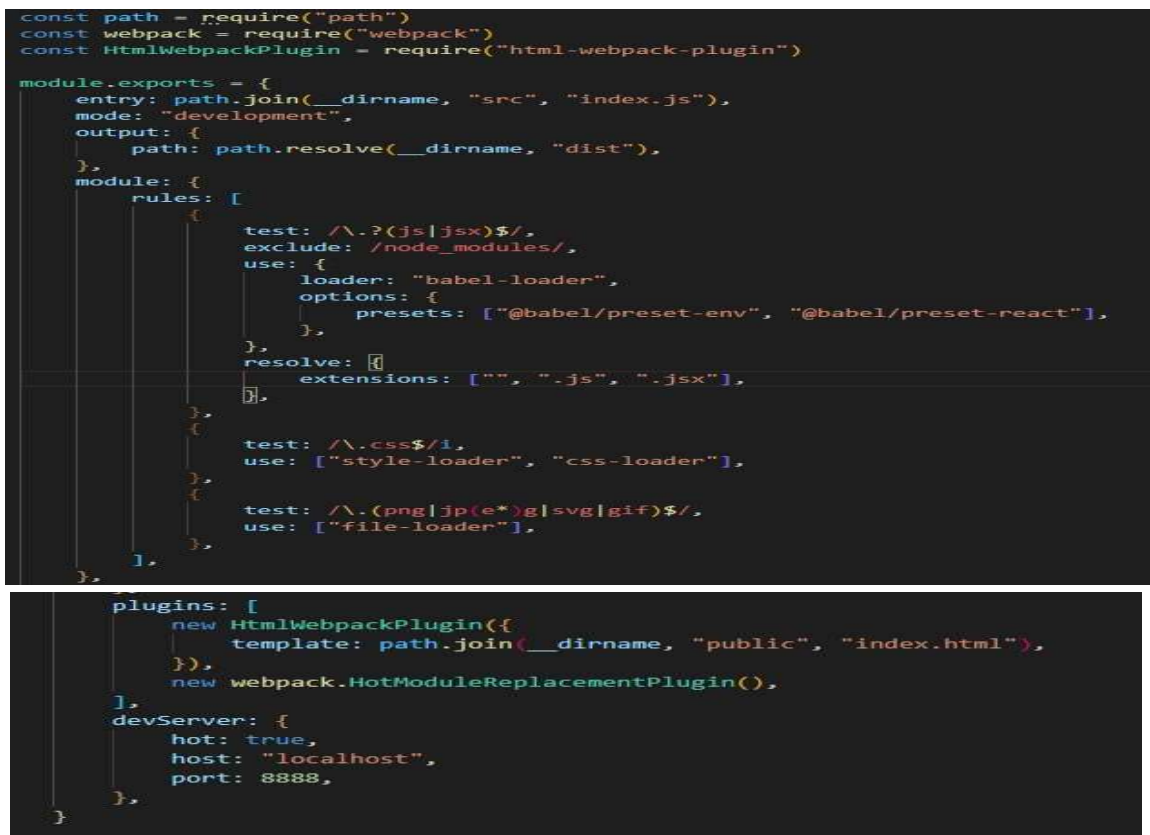 const path = require("path")
const webpack = require("webpack")
const HtmlWebpackPlugin = require("html-webpack-plugin")
module.exports = {
entry: path.join(__dirname, "src", "index.js"),
mode: "development",
output: {
path: path.resolve(__dirname, "dist"),
},
module: {
rules: [
{
test: /\.?(js|jsx)$/,
exclude: /node_modules/,
use: {
loader: "babel-loader",
options: {
presets: ["@babel/preset-env", "@babel/preset-react"],
},
},
resolve: {
extensions: ["", ".js", ".jsx"],
},
},
{
test: /\.css$/i,
use: ["style-loader", "css-loader"],
},
{
test: /\.(png|jp(e*)g|svg|gif)$/,
use: ["file-loader"],
},
],
},
plugins: [
new HtmlWebpackPlugin({
template: path.join(__dirname, "public", "index.html"),
}),
new webpack.HotModuleReplacementPlugin(),
],
devServer: {
hot: true,
host: "localhost",
port: 8888,
},
}